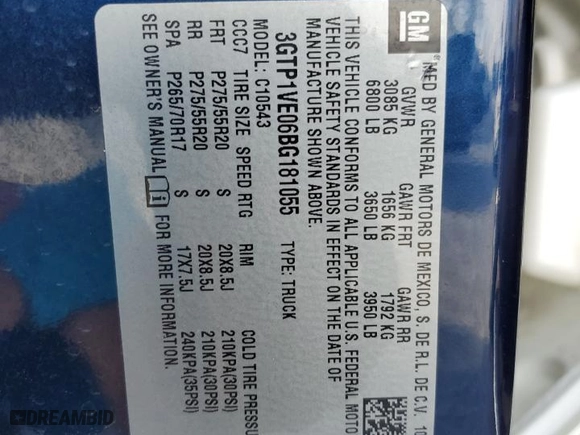 GM
MFD BY GENERAL MOTORS DE MEXICO, S. DE R.L. DE C.V. 10
GVWR GAWR FRT GAWR RR
3085 KG 1656 KG 1792 KG
6800 LB 3650 LB 3950 LB
THIS VEHICLE CONFORMS TO ALL APPLICABLE U.S. FEDERAL MOTO
VEHICLE SAFETY STANDARDS IN EFFECT ON THE DATE OF
MANUFACTURE SHOWN ABOVE.
3GTP1VE06BG181055 TYPE: TRUCK
MODEL: C10543
CCC7 TIRE SIZE SPEED RTG RIM COLD TIRE PRESSU
FRT P275/55R20 S 20X8.5J 210KPA(30PSI)
RR P275/55R20 S 20X8.5J 210KPA(30PSI)
SPA P265/70R17 S 17X7.5J 240KPA(35PSI)
SEE OWNER'S MANUAL i FOR MORE INFORMATION.
DREAMBID